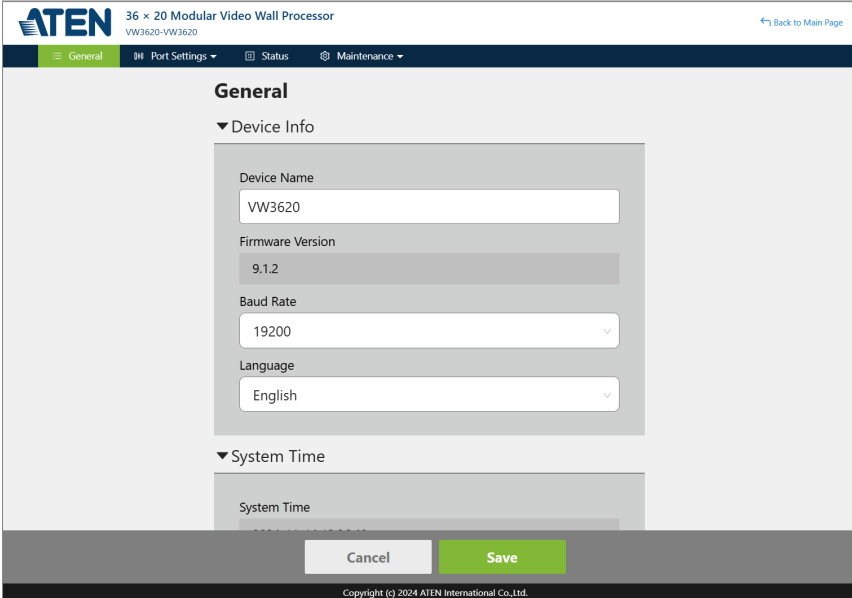 ATEN
36 × 20 Modular Video Wall Processor
VW3620-VW3620
Back to Main Page
General
Port Settings
Status
Maintenance
General
Device Info
Device Name
VW3620
Firmware Version
9.1.2
Baud Rate
19200
Language
English
System Time
System Time
Cancel
Save
Copyright (c) 2024 ATEN International Co.,Ltd.